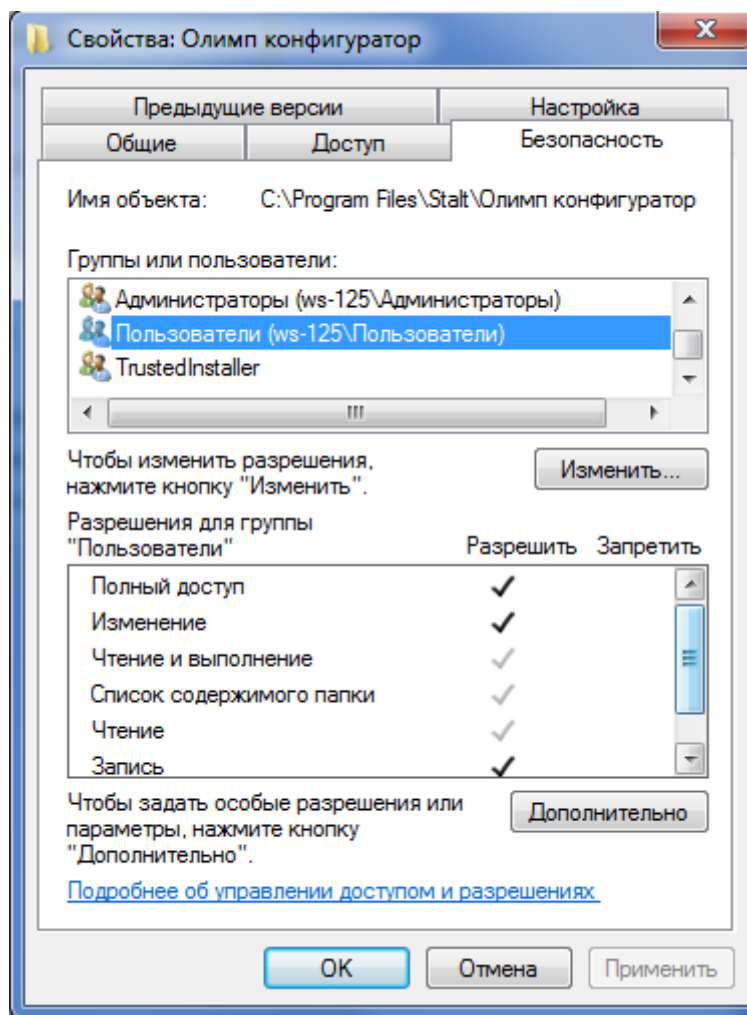 Свойства: Олимп конфигуратор
Предыдущие версии Настройка
Общие Доступ Безопасность
Имя объекта: C:\Program Files\Stalt\Олимп конфигуратор
Группы или пользователи:
Администраторы (ws-125\Администраторы)
Пользователи (ws-125\Пользователи)
TrustedInstaller
Чтобы изменить разрешения,
нажмите кнопку "Изменить".
Изменить...
Разрешения для группы
"Пользователи" Разрешить Запретить
Полный доступ
Изменение
Чтение и выполнение
Список содержимого папки
Чтение
Запись
Чтобы задать особые разрешения или
параметры, нажмите кнопку
"Дополнительно".
Дополнительно
Подробнее об управлении доступом и разрешениях
OK Отмена Применить